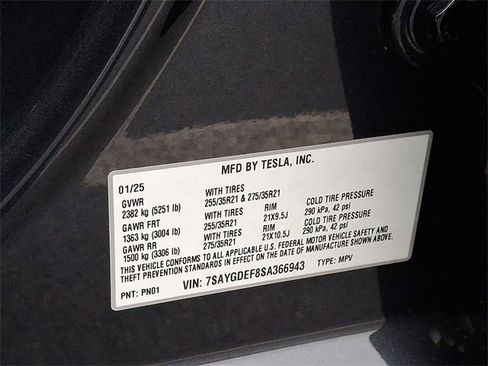 MFD BY TESLA, INC.
01/25
GVWR WITH TIRES
2382 kg (5251 lb) 255/35R21 & 275/35R21
GAWR FRT WITH TIRES RIM COLD TIRE PRESSURE
1363 kg (3004 lb) 255/35R21 21X9.5J 290 kPa, 42 psi
GAWR RR WITH TIRES RIM COLD TIRE PRESSURE
1500 kg (3306 lb) 275/35R21 21X10.5J 290 kPa, 42 psi
THIS VEHICLE CONFORMS TO ALL APPLICABLE U.S. FEDERAL MOTOR VEHICLE SAFETY AND
THEFT PREVENTION STANDARDS IN EFFECT ON THE DATE OF MANUFACTURE SHOWN ABOVE.
PNT: PN01 VIN: 7SAYGDEF8SA366943 TYPE: MPV